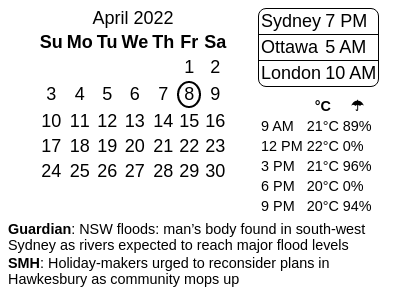 April 2022
Su Mo Tu We Th Fr Sa
1 2
3 4 5 6 7 8 9
10 11 12 13 14 15 16
17 18 19 20 21 22 23
24 25 26 27 28 29 30
Sydney 7 PM
Ottawa 5 AM
London 10 AM
°C ☂
9 AM 21°C 89%
12 PM 22°C 0%
3 PM 21°C 96%
6 PM 20°C 0%
9 PM 20°C 94%
Guardian: NSW floods: man’s body found in south-west
Sydney as rivers expected to reach major flood levels
SMH: Holiday-makers urged to reconsider plans in
Hawkesbury as community mops up